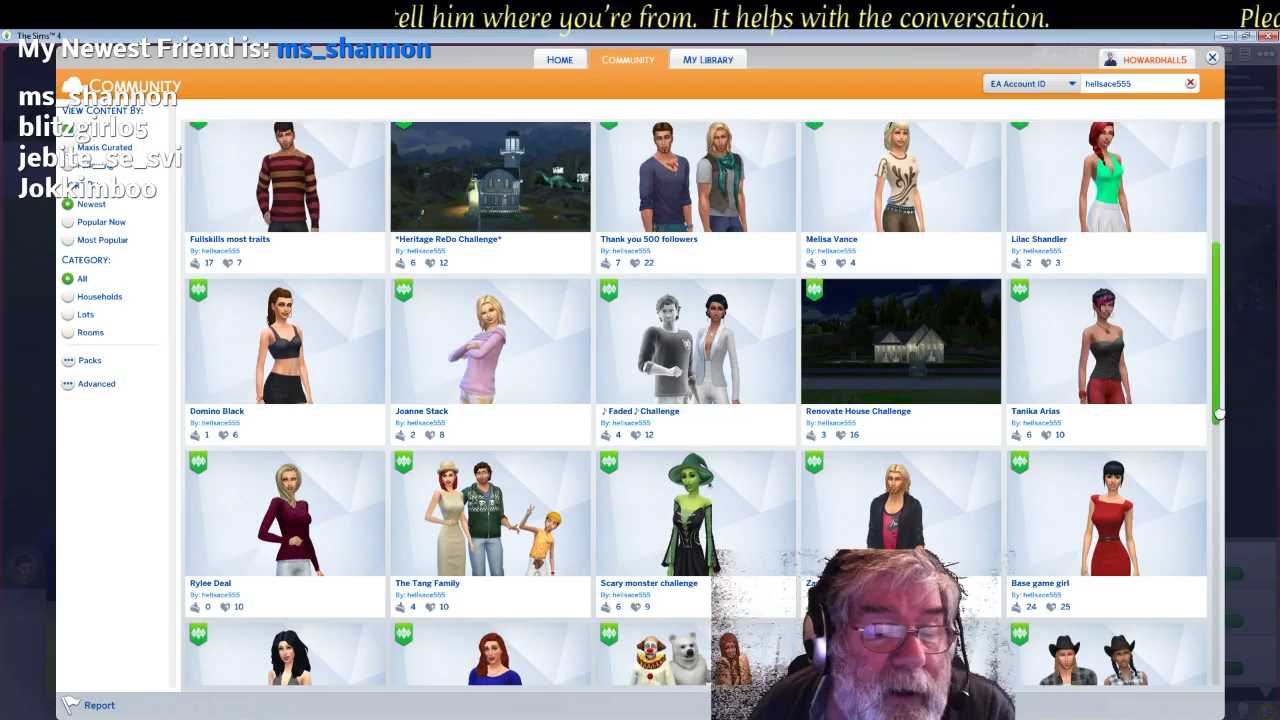 tell him where you're from. It helps with the conversation.
Plea
The Sims™ 4
My Newest Friend is: ms_shannon
HOME
COMMUNITY
MY LIBRARY
HOWARDHALL5
COMMUNITY
EA Account ID
hellsace555
ms_shannon
blitzgirl05
jebite_se_svi
Jokkimboo
VIEW CONTENT BY:
Maxis Curated
Newest
Popular Now
Most Popular
CATEGORY:
All
Households
Lots
Rooms
Packs
Advanced
Fullskills most traits
By: hellsace555
17 7
*Heritage ReDo Challenge*
By: hellsace555
6 12
Thank you 500 followers
By: hellsace555
7 22
Melisa Vance
By: hellsace555
9 4
Lilac Shandler
By: hellsace555
2 3
Domino Black
By: hellsace555
1 6
Joanne Stack
By: hellsace555
2 8
♪Faded♪Challenge
By: hellsace555
4 12
Renovate House Challenge
By: hellsace555
3 16
Tanika Arias
By: hellsace555
6 10
Rylee Deal
By: hellsace555
0 10
The Tang Family
By: hellsace555
4 10
Scary monster challenge
By: hellsace555
6 9
Base game girl
By: hellsace555
24 25
Report